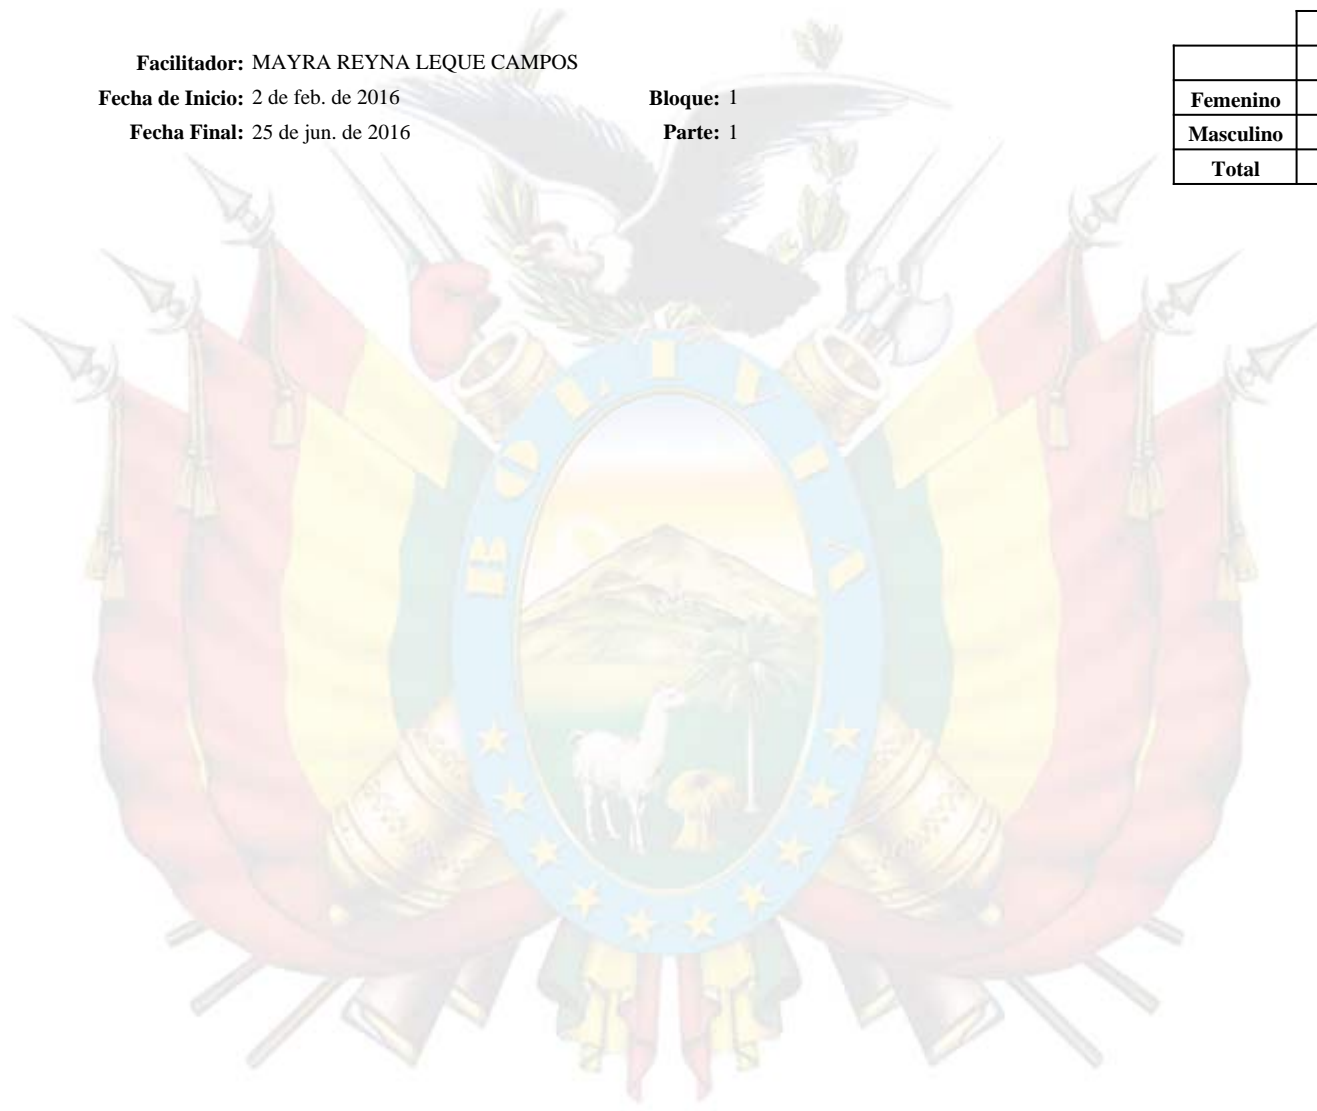 Facilitador: MAYRA REYNA LEQUE CAMPOS
Fecha de Inicio: 2 de feb. de 2016 Bloque: 1
Fecha Final: 25 de jun. de 2016 Parte: 1
Femenino
Masculino
Total
BOLIVIA